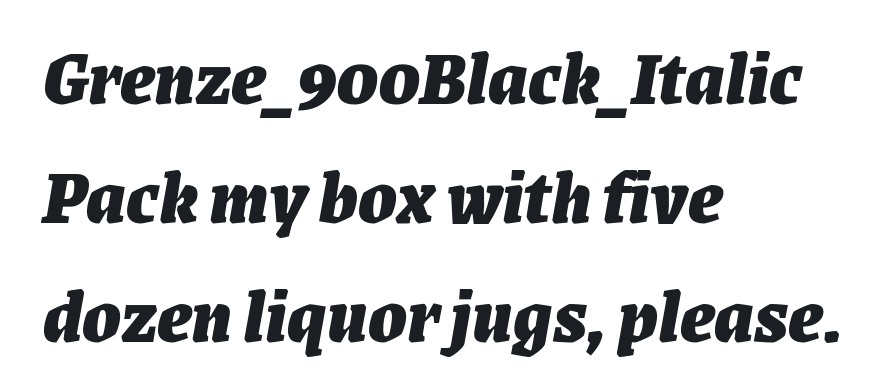 Grenze_900Black_Italic
Pack my box with five
dozen liquor jugs, please.